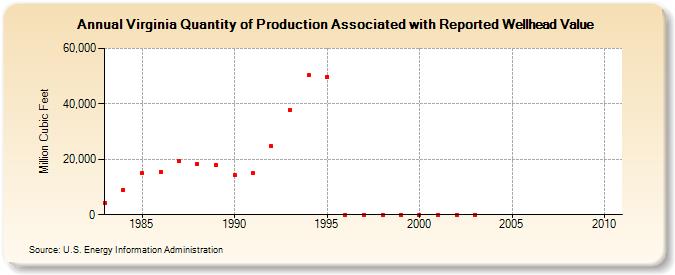 Annual Virginia Quantity of Production Associated with Reported Wellhead Value
Million Cubic Feet
60,000
40,000
20,000
0
1985 1990 1995 2000 2005 2010
Source: U.S. Energy Information Administration